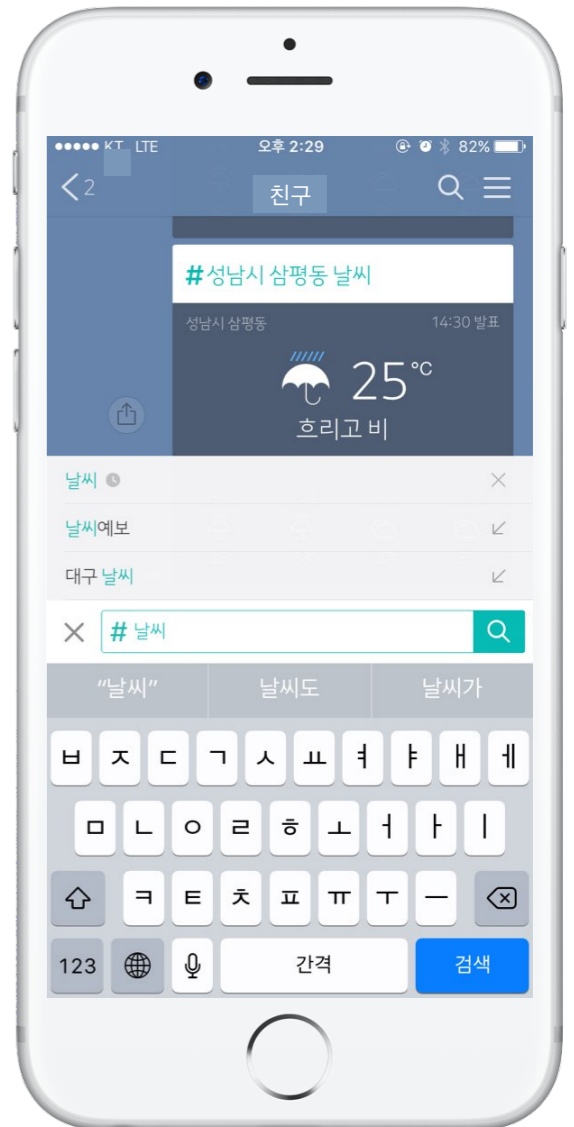 KT LTE 오후 2:29 82%
2 친구
#성남시 삼평동 날씨
성남시 삼평동 14:30 발표
25°C
흐리고 비
날씨
날씨예보
대구 날씨
# 날씨
"날씨" 날씨도 날씨가
ㅂ ㅈ ㄷ ㄱ ㅅ ㅛ ㅕ ㅑ ㅐ ㅔ
ㅁ ㄴ ㅇ ㄹ ㅎ ㅗ ㅓ ㅏ ㅣ
ㅋ ㅌ ㅊ ㅍ ㅠ ㅜ ㅡ
123 간격 검색